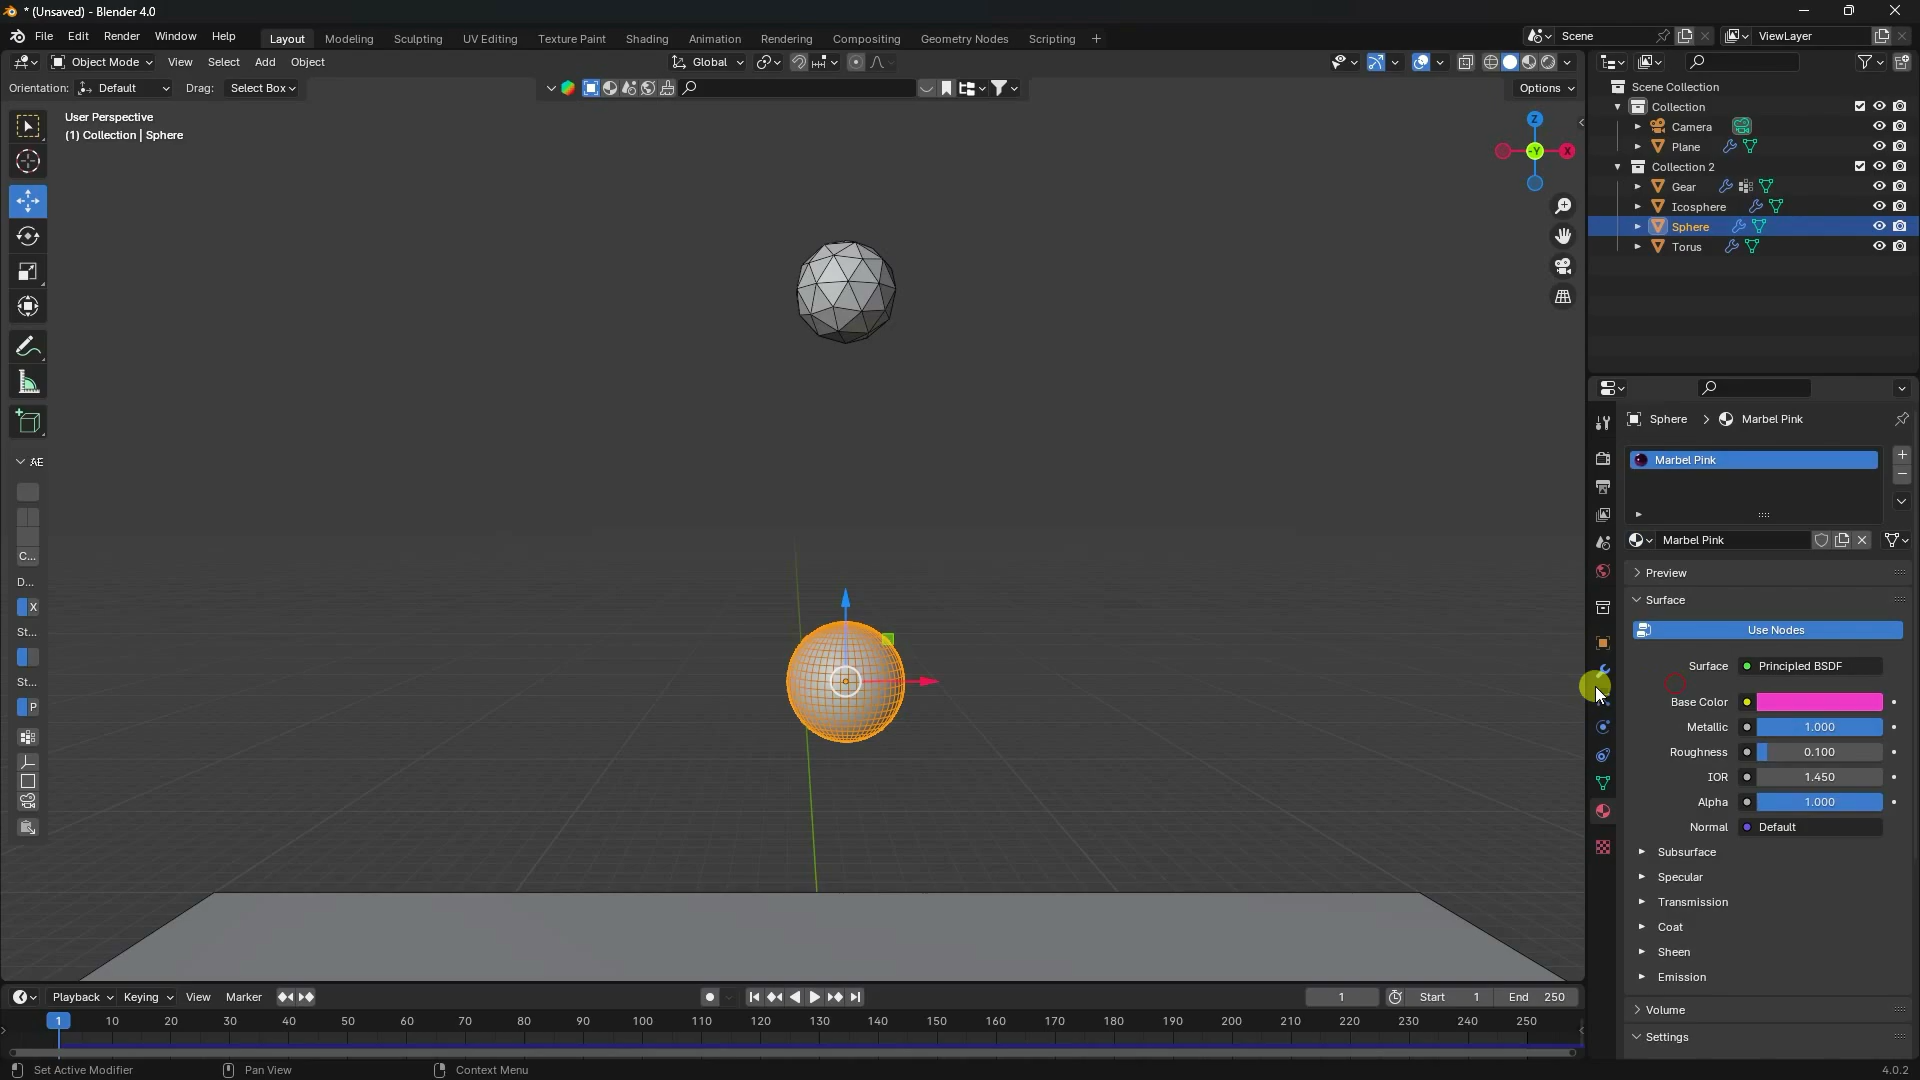 * (Unsaved) - Blender 4.0
File Edit Render Window Help
Layout Modeling Sculpting UV Editing Texture Paint Shading Animation Rendering Compositing Geometry Nodes Scripting +
Scene
ViewLayer
Object Mode View Select Add Object
Global
Orientation: Default Drag: Select Box
Options
User Perspective
(1) Collection | Sphere
Z
-Y
X
AE
C...
D...
X
St...
St...
P
Scene Collection
Collection
Camera
Plane
Collection 2
Gear
Icosphere
Sphere
Torus
Sphere > Marbel Pink
Marbel Pink
Marbel Pink
Preview
Surface
Use Nodes
Surface Principled BSDF
Base Color
Metallic 1.000
Roughness 0.100
IOR 1.450
Alpha 1.000
Normal Default
Subsurface
Specular
Transmission
Coat
Sheen
Emission
Volume
Settings
Playback Keying View Marker
1 Start 1 End 250
1 10 20 30 40 50 60 70 80 90 100 110 120 130 140 150 160 170 180 190 200 210 220 230 240 250
Set Active Modifier Pan View Context Menu
4.0.2